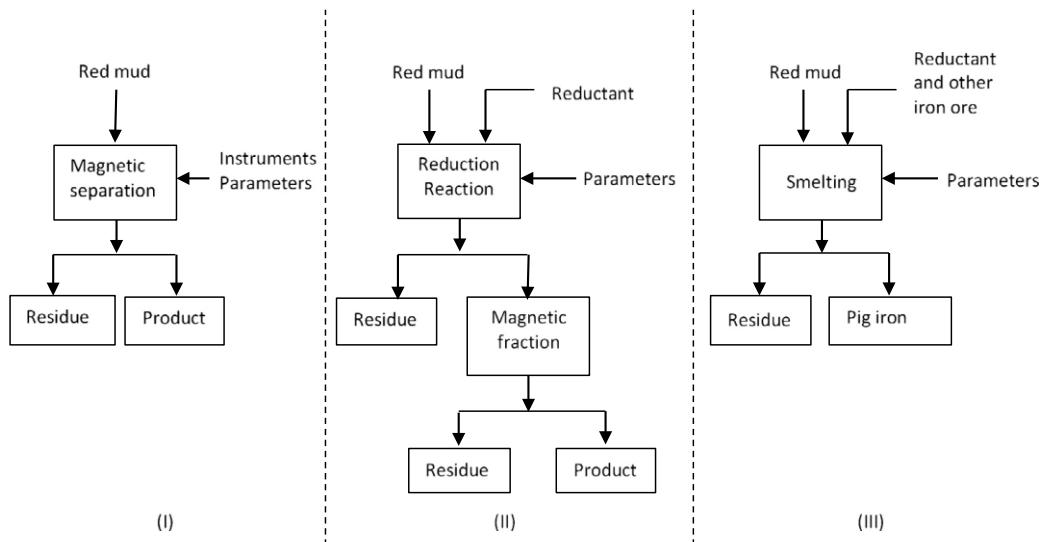 Red mud
Magnetic
separation
Instruments
Parameters
Residue
Product
(I)
Red mud
Reductant
Reduction
Reaction
Parameters
Residue
Magnetic
fraction
Residue
Product
(II)
Red mud
Reductant
and other
iron ore
Smelting
Parameters
Residue
Pig iron
(III)